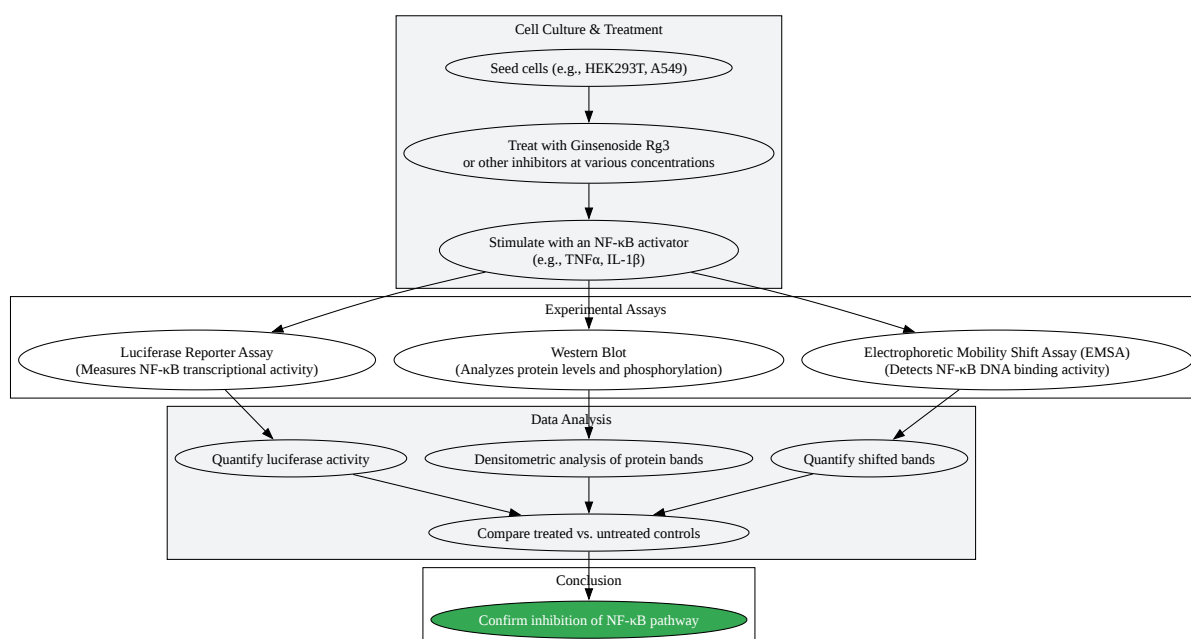 Cell Culture & Treatment
Seed cells (e.g., HEK293T, A549)
Treat with Ginsenoside Rg3
or other inhibitors at various concentrations
Stimulate with an NF-κB activator
(e.g., TNFα, IL-1β)
Experimental Assays
Luciferase Reporter Assay
(Measures NF-κB transcriptional activity)
Western Blot
(Analyzes protein levels and phosphorylation)
Electrophoretic Mobility Shift Assay (EMSA)
(Detects NF-κB DNA binding activity)
Data Analysis
Quantify luciferase activity
Densitometric analysis of protein bands
Quantify shifted bands
Compare treated vs. untreated controls
Conclusion
Confirm inhibition of NF-κB pathway